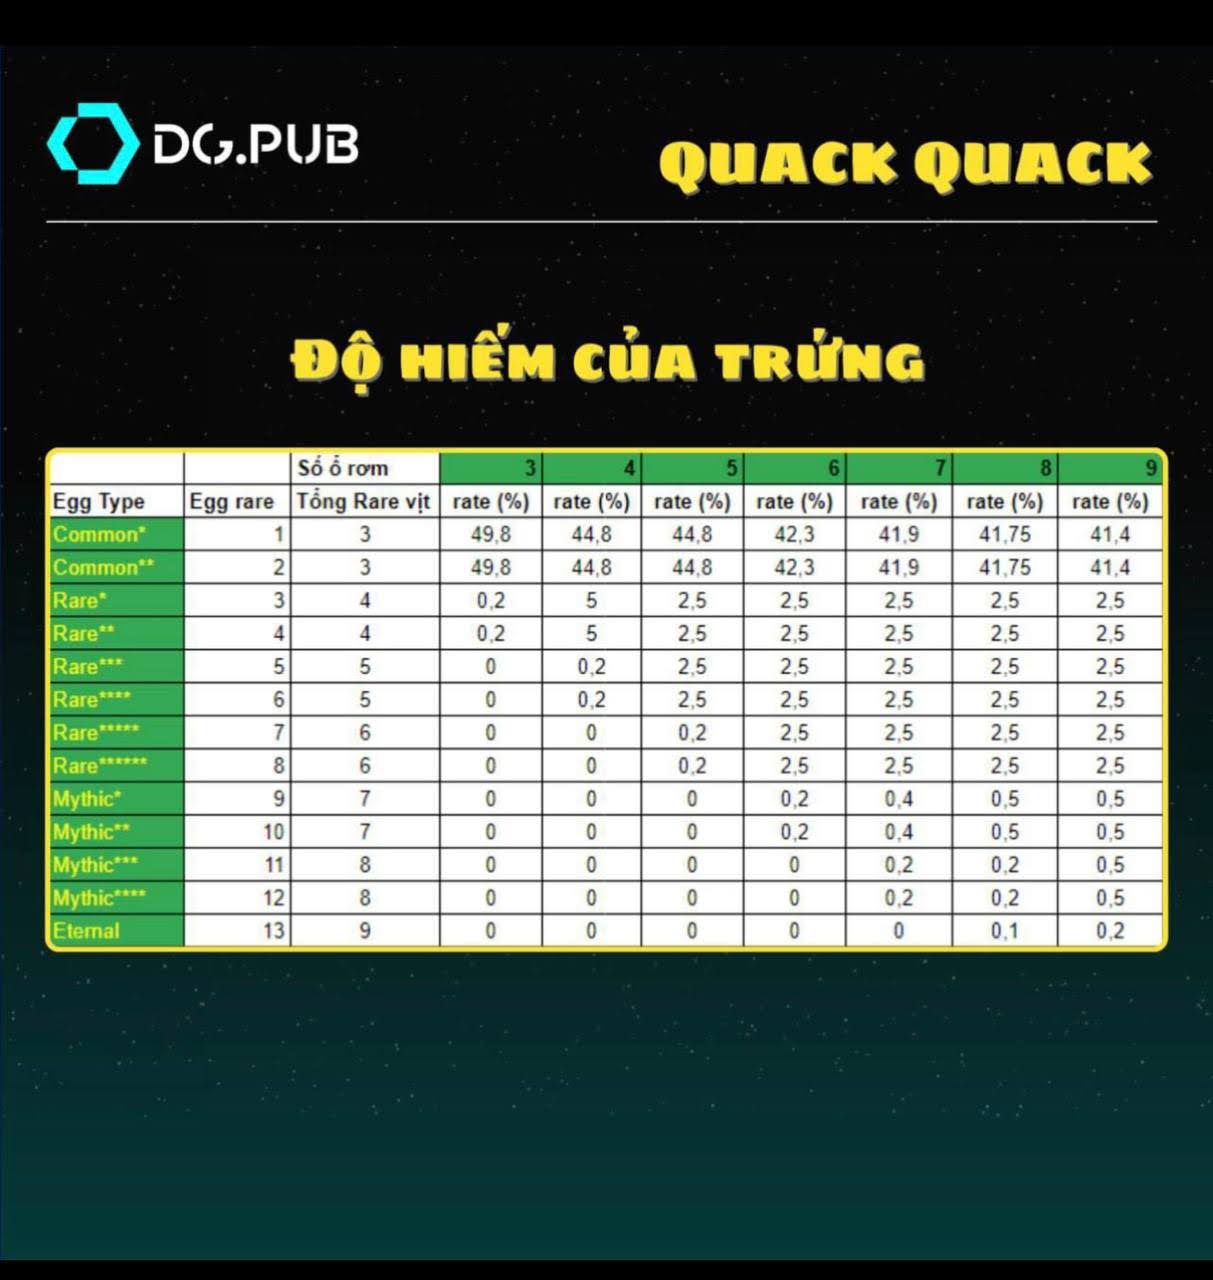 DG.PUB
QUACK QUACK
ĐỘ HIẾM CỦA TRỨNG
Số ổ rơm 3 4 5 6 7 8 9
Egg Type Egg rare Tổng Rare vịt rate (%) rate (%) rate (%) rate (%) rate (%) rate (%) rate (%)
Common* 1 3 49,8 44,8 44,8 42,3 41,9 41,75 41,4
Common** 2 3 49,8 44,8 44,8 42,3 41,9 41,75 41,4
Rare* 3 4 0,2 5 2,5 2,5 2,5 2,5 2,5
Rare** 4 4 0,2 5 2,5 2,5 2,5 2,5 2,5
Rare*** 5 5 0 0,2 2,5 2,5 2,5 2,5 2,5
Rare**** 6 5 0 0,2 2,5 2,5 2,5 2,5 2,5
Rare***** 7 6 0 0 0,2 2,5 2,5 2,5 2,5
Rare****** 8 6 0 0 0,2 2,5 2,5 2,5 2,5
Mythic* 9 7 0 0 0 0,2 0,4 0,5 0,5
Mythic** 10 7 0 0 0 0,2 0,4 0,5 0,5
Mythic*** 11 8 0 0 0 0 0,2 0,2 0,5
Mythic**** 12 8 0 0 0 0 0,2 0,2 0,5
Eternal 13 9 0 0 0 0 0 0,1 0,2